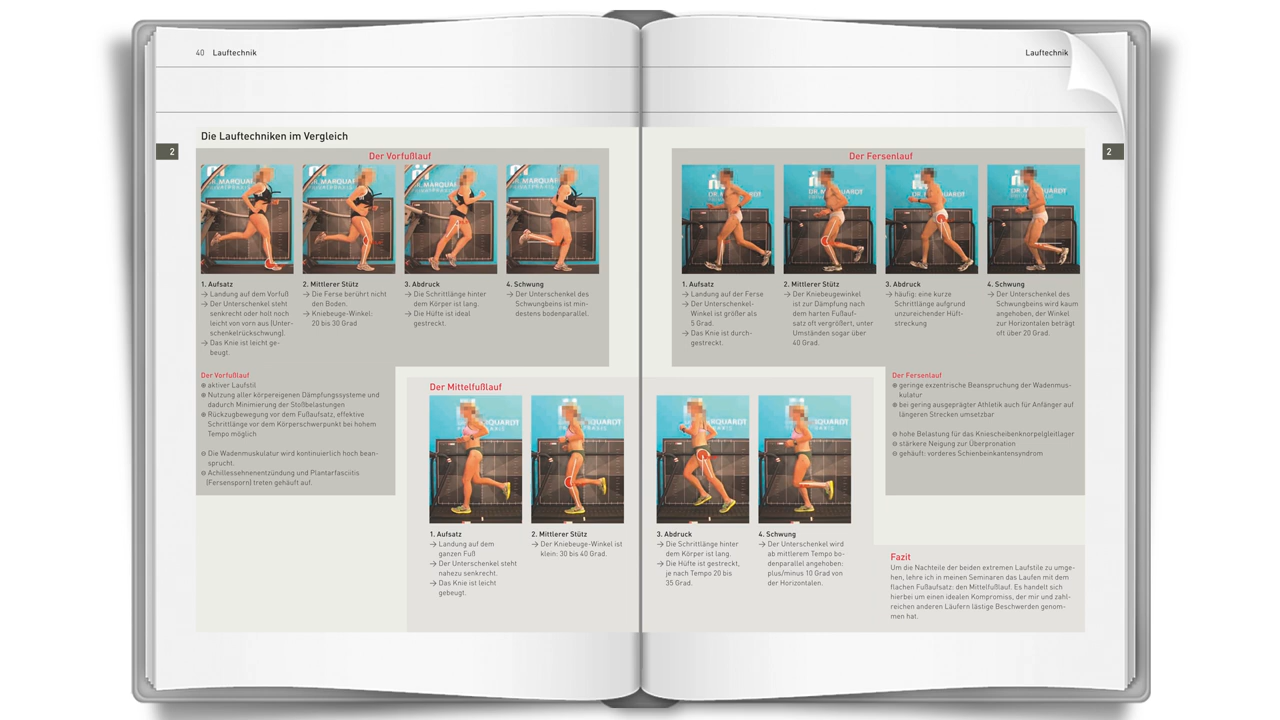 40 Lauftechnik
Lauftechnik
2
2
Die Lauftechniken im Vergleich
Der Vorfußlauf
1. Aufsatz
→ Landung auf dem Vorfuß
→ Der Unterschenkel steht
senkrecht oder holt noch
leicht von vorn aus (Unter-
schenkelrückschwung).
→ Das Knie ist leicht ge-
beugt.
2. Mittlerer Stütz
→ Die Ferse berührt nicht
den Boden.
→ Kniebeuge-Winkel:
20 bis 30 Grad
3. Abdruck
→ Die Schrittlänge hinter
dem Körper ist lang.
→ Die Hüfte ist ideal
gestreckt.
4. Schwung
→ Der Unterschenkel des
Schwungbeins ist min-
destens bodenparallel.
Der Vorfußlauf
⊕ aktiver Laufstil
⊕ Nutzung aller körpereigenen Dämpfungssysteme und
dadurch Minimierung der Stoßbelastungen
⊕ Rückzugbewegung vor dem Fußaufsatz, effektive
Schrittlänge vor dem Körperschwerpunkt bei hohem
Tempo möglich
⊖ Die Wadenmuskulatur wird kontinuierlich hoch bean-
sprucht.
⊖ Achillessehnenentzündung und Plantarfasciitis
(Fersensporn) treten gehäuft auf.
Der Fersenlauf
DR. MARQUARDT
1. Aufsatz
→ Landung auf der Ferse
→ Der Unterschenkel-
Winkel ist größer als
5 Grad.
→ Das Knie ist durch-
gestreckt.
2. Mittlerer Stütz
→ Der Kniebeugewinkel
ist zur Dämpfung nach
dem harten Fußauf-
satz oft vergrößert, unter
Umständen sogar über
40 Grad.
3. Abdruck
→ häufig: eine kurze
Schrittlänge aufgrund
unzureichender Hüft-
streckung
4. Schwung
→ Der Unterschenkel des
Schwungbeins wird kaum
angehoben, der Winkel
zur Horizontalen beträgt
oft über 20 Grad.
Der Fersenlauf
⊕ geringe exzentrische Beanspruchung der Wadenmus-
kulatur
⊕ bei gering ausgeprägter Athletik auch für Anfänger auf
längeren Strecken umsetzbar
⊖ hohe Belastung für das Kniescheibenknorpelgleitlager
⊖ stärkere Neigung zur Überpronation
⊖ gehäuft: vorderes Schienbeinkantensyndrom
Der Mittelfußlauf
1. Aufsatz
→ Landung auf dem
ganzen Fuß
→ Der Unterschenkel steht
nahezu senkrecht.
→ Das Knie ist leicht
gebeugt.
2. Mittlerer Stütz
→ Der Kniebeuge-Winkel ist
klein: 30 bis 40 Grad.
3. Abdruck
→ Die Schrittlänge hinter
dem Körper ist lang.
→ Die Hüfte ist gestreckt,
je nach Tempo 20 bis
35 Grad.
4. Schwung
→ Der Unterschenkel wird
ab mittlerem Tempo bo-
denparallel angehoben:
plus/minus 10 Grad von
der Horizontalen.
Fazit
Um die Nachteile der beiden extremen Laufstile zu umge-
hen, lehre ich in meinen Seminaren das Laufen mit dem
flachen Fußaufsatz: den Mittelfußlauf. Es handelt sich
hierbei um einen idealen Kompromiss, der mir und zahl-
reichen anderen Läufern lästige Beschwerden genom-
men hat.